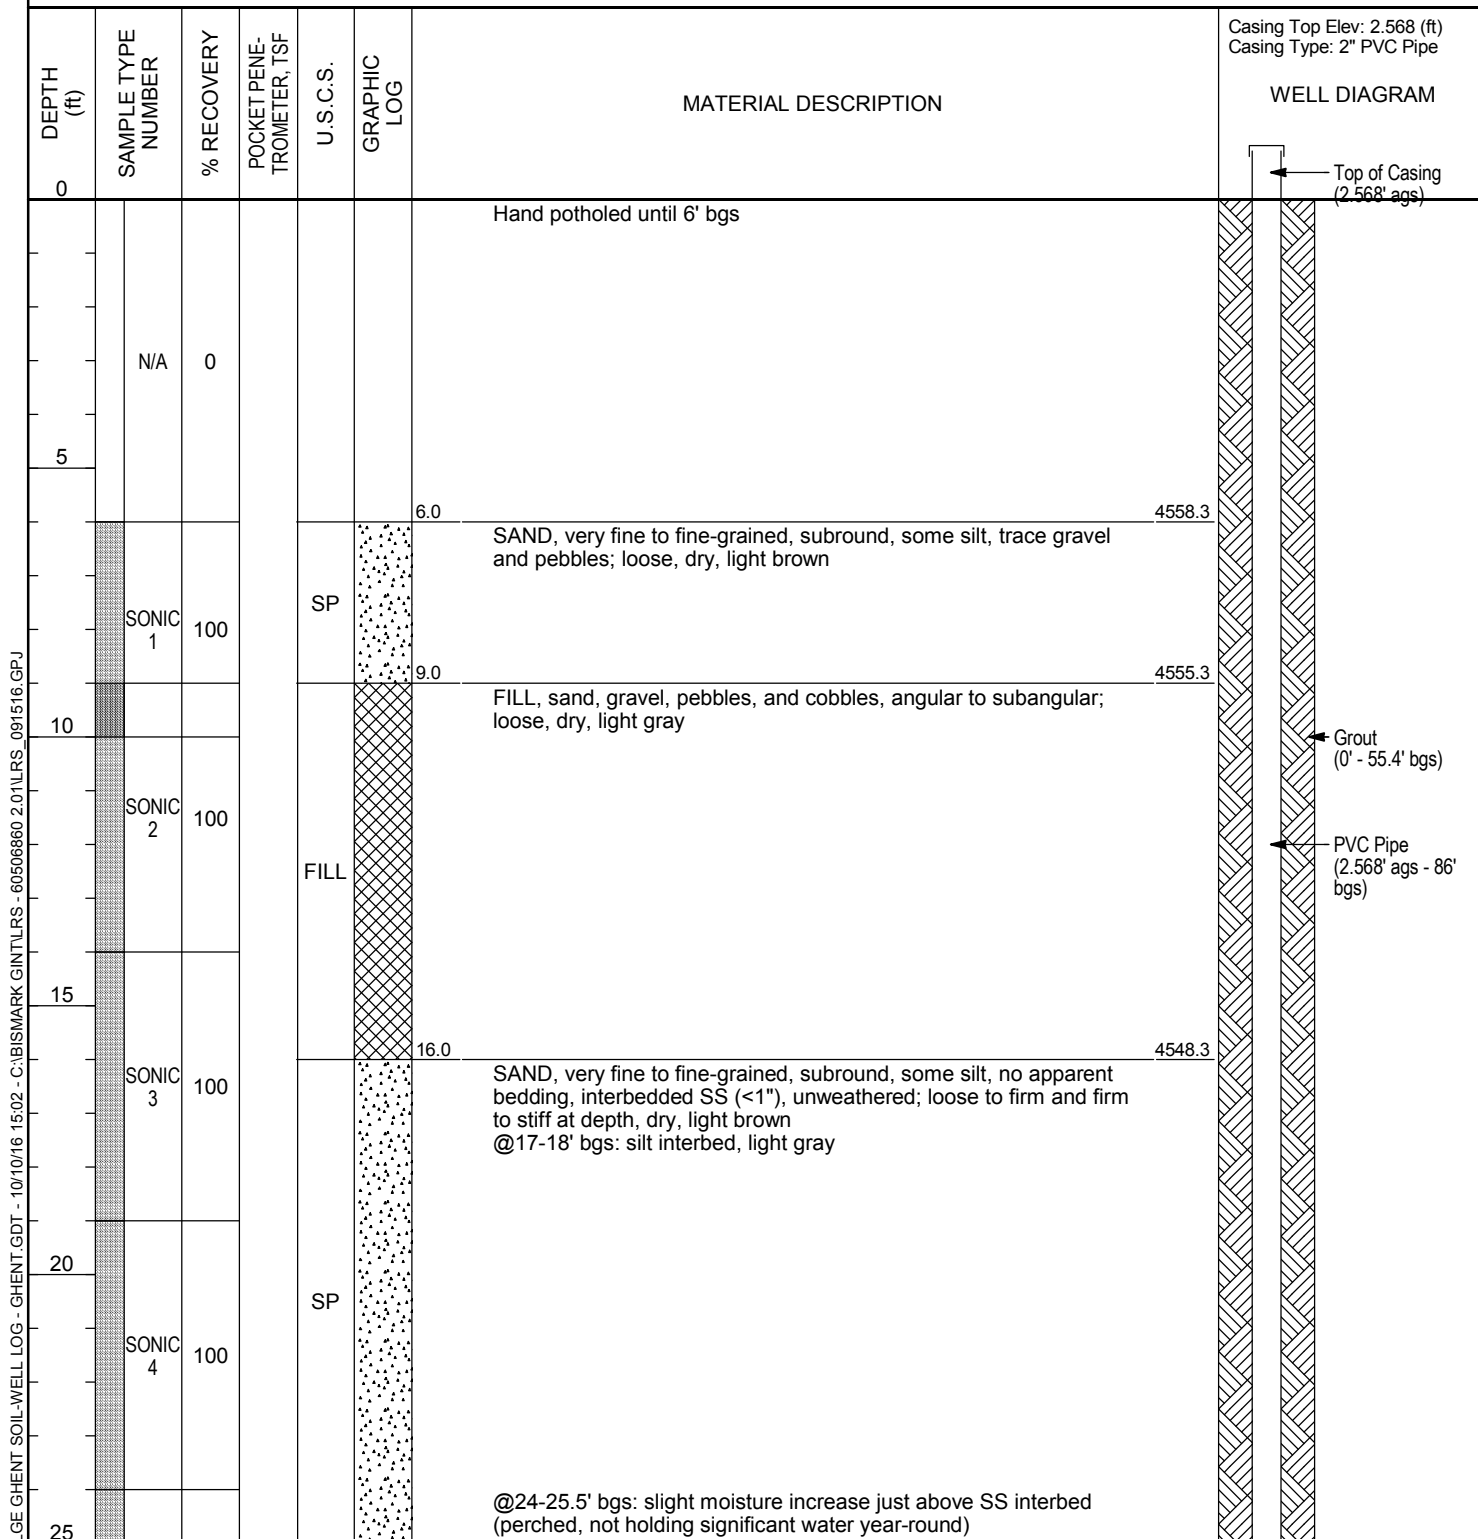 DEPTH
(ft)
SAMPLE TYPE
NUMBER
% RECOVERY
POCKET PENE-
TROMETER, TSF
U.S.C.S.
GRAPHIC
LOG
MATERIAL DESCRIPTION
Casing Top Elev: 2.568 (ft)
Casing Type: 2" PVC Pipe
WELL DIAGRAM
Top of Casing
(2.568' ags)
0
Hand potholed until 6' bgs
N/A
0
5
6.0
4558.3
SAND, very fine to fine-grained, subround, some silt, trace gravel
and pebbles; loose, dry, light brown
SP
SONIC
1
100
9.0
4555.3
FILL, sand, gravel, pebbles, and cobbles, angular to subangular;
loose, dry, light gray
10
Grout
(0' - 55.4' bgs)
SONIC
2
100
PVC Pipe
(2.568' ags - 86'
bgs)
FILL
15
16.0
4548.3
SAND, very fine to fine-grained, subround, some silt, no apparent
bedding, interbedded SS (<1"), unweathered; loose to firm and firm
to stiff at depth, dry, light brown
@17-18' bgs: silt interbed, light gray
SONIC
3
100
20
SP
SONIC
4
100
@24-25.5' bgs: slight moisture increase just above SS interbed
(perched, not holding significant water year-round)
25
GE GHENT SOIL-WELL LOG - GHENT.GDT - 10/10/16 15:02 - C:\BISMARK GINT\LRS - 60506860 2.01\LRS_091516.GPJ